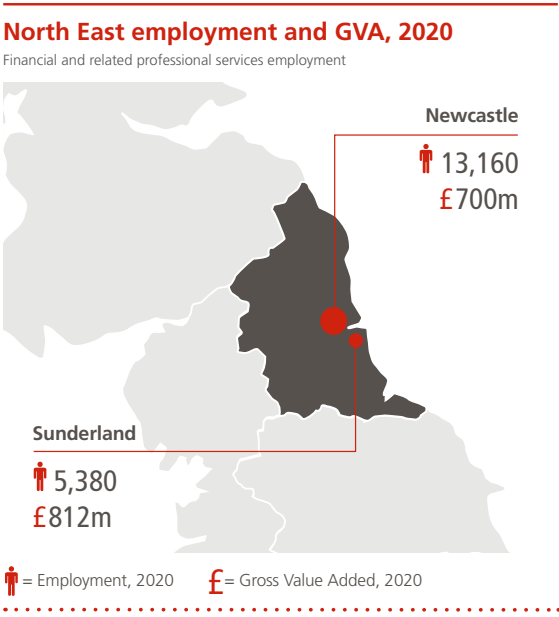 North East employment and GVA, 2020
Financial and related professional services employment
Newcastle
13,160
£700m
Sunderland
5,380
£812m
= Employment, 2020
£ = Gross Value Added, 2020